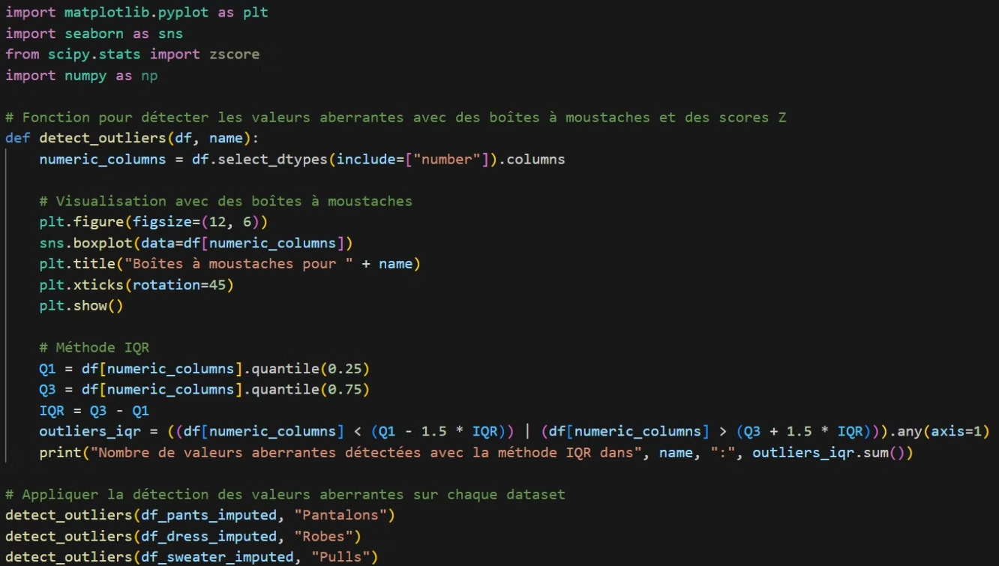 import matplotlib.pyplot as plt
import seaborn as sns
from scipy.stats import zscore
import numpy as np
# Fonction pour détecter les valeurs aberrantes avec des boîtes à moustaches et des scores Z
def detect_outliers(df, name):
numeric_columns = df.select_dtypes(include=["number"]).columns
# Visualisation avec des boîtes à moustaches
plt.figure(figsize=(12, 6))
sns.boxplot(data=df[numeric_columns])
plt.title("Boîtes à moustaches pour " + name)
plt.xticks(rotation=45)
plt.show()
# Méthode IQR
Q1 = df[numeric_columns].quantile(0.25)
Q3 = df[numeric_columns].quantile(0.75)
IQR = Q3 - Q1
outliers_iqr = ((df[numeric_columns] < (Q1 - 1.5 * IQR)) | (df[numeric_columns] > (Q3 + 1.5 * IQR))).any(axis=1)
print("Nombre de valeurs aberrantes détectées avec la méthode IQR dans", name, ":", outliers_iqr.sum())
# Appliquer la détection des valeurs aberrantes sur chaque dataset
detect_outliers(df_pants_imputed, "Pantalons")
detect_outliers(df_dress_imputed, "Robes")
detect_outliers(df_sweater_imputed, "Pulls")